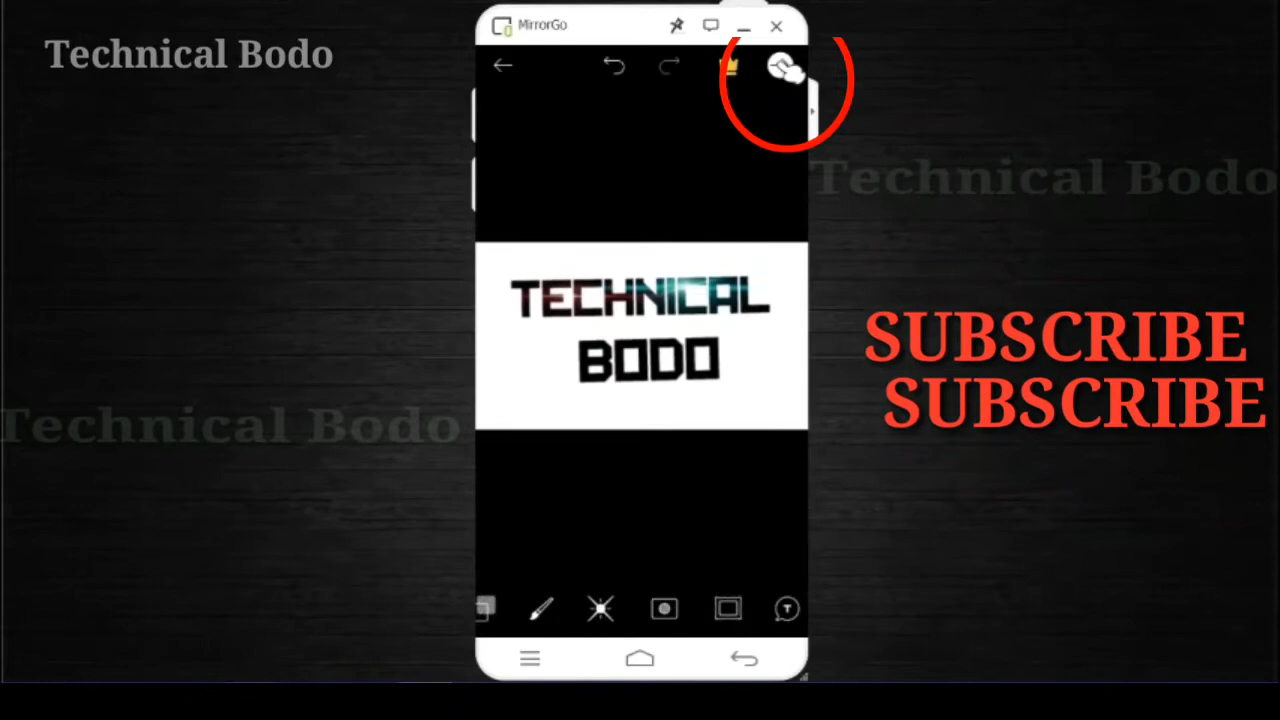 Technical Bodo
MirrorGo
Technical Bodo
TECHNICAL
BODO
SUBSCRIBE
SUBSCRIBE
Technical Bodo
T